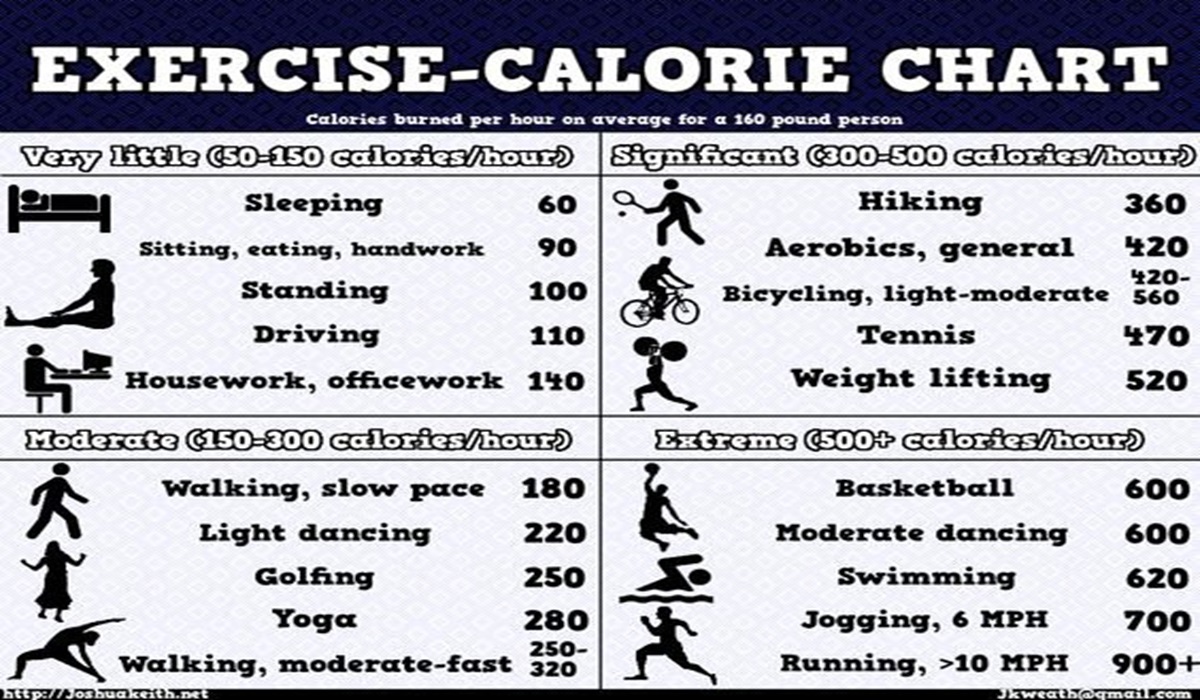 EXERCISE-CALORIE CHART
Calories burned per hour on average for a 160 pound person
Very little (50-150 calories/hour)
Sleeping 60
Sitting, eating, handwork 90
Standing 100
Driving 110
Housework, officework 140
Significant (300-500 calories/hour)
Hiking 360
Aerobics, general 420
Bicycling, light-moderate 420-
560
Tennis 470
Weight lifting 520
Moderate (150-300 calories/hour)
Walking, slow pace 180
Light dancing 220
Golfing 250
Yoga 280
Walking, moderate-fast 250-
320
Extreme (500+ calories/hour)
Basketball 600
Moderate dancing 600
Swimming 620
Jogging, 6 MPH 700
Running, >10 MPH 900+
http://Joshuakeith.net
Jkweath@gmail.com